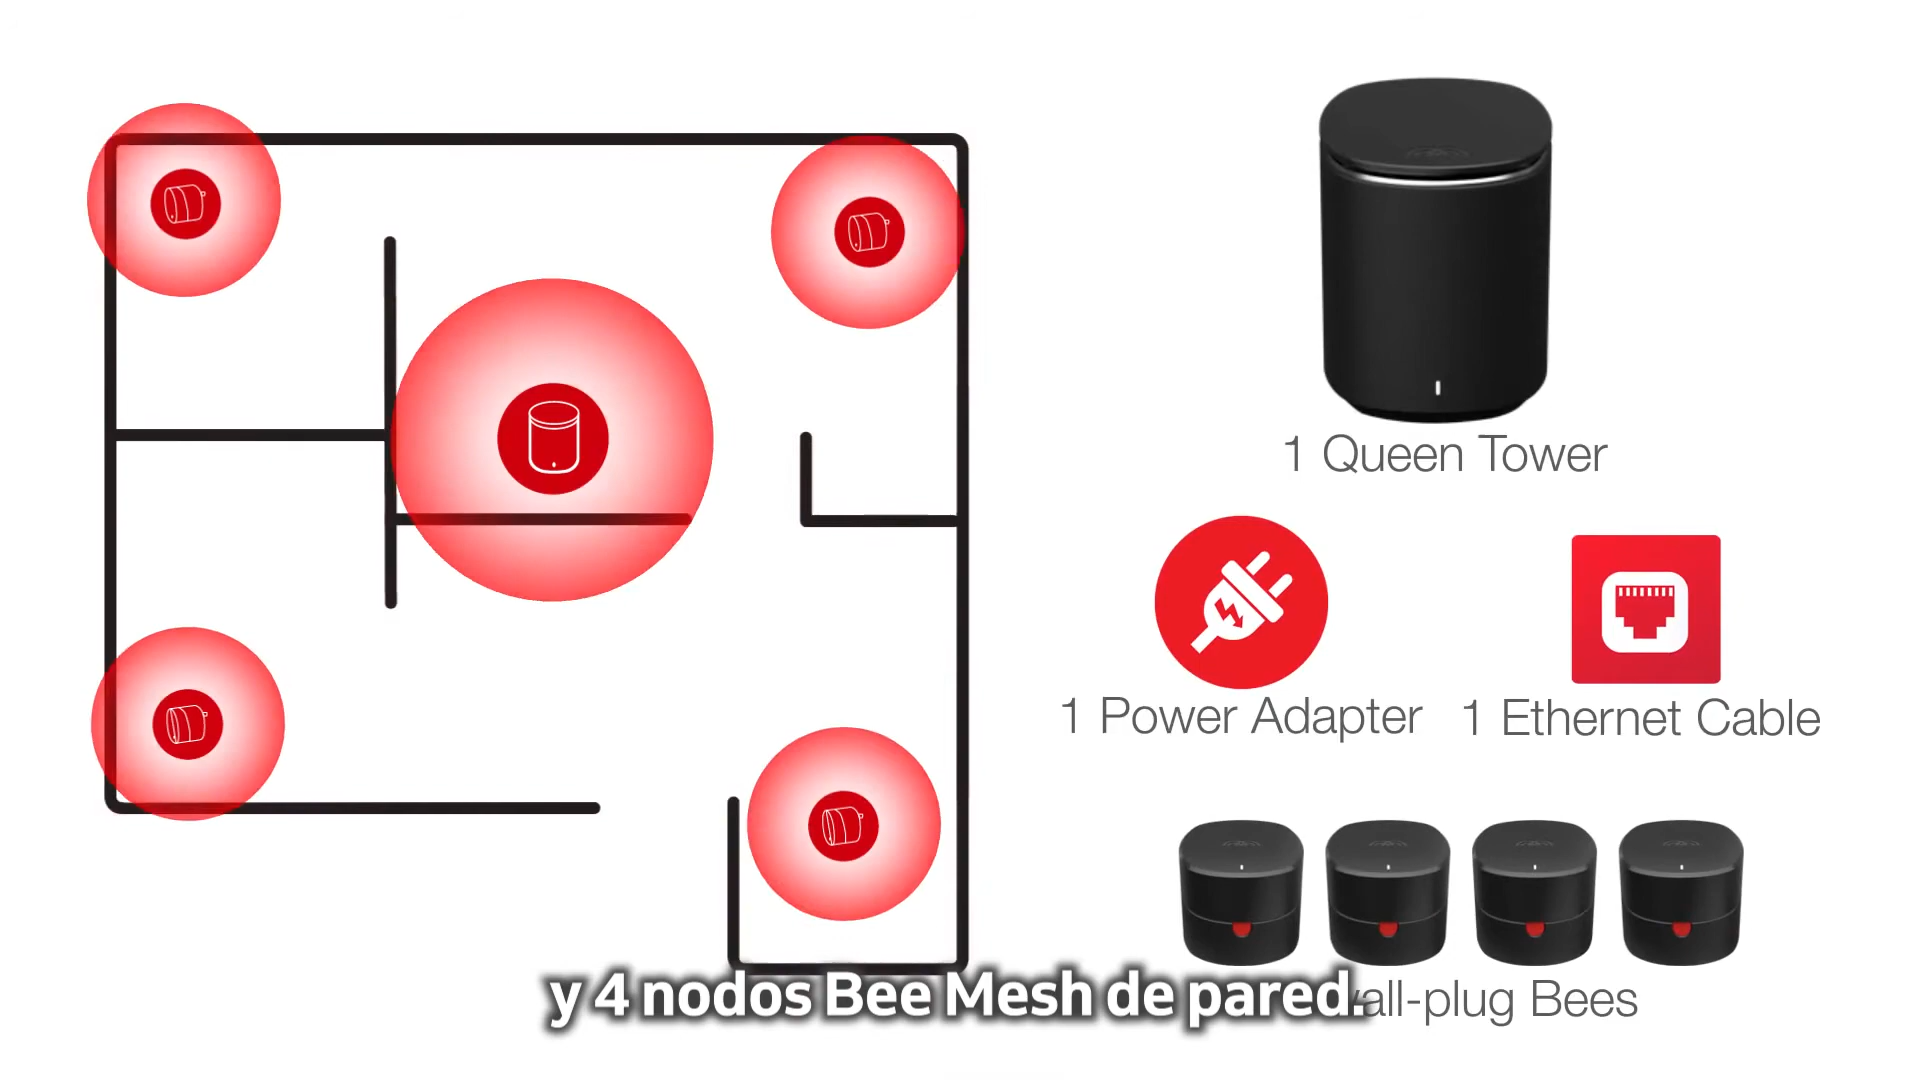 1 Queen Tower
1 Power Adapter
1 Ethernet Cable
all-plug Bees
y 4 nodos Bee Mesh de pared.